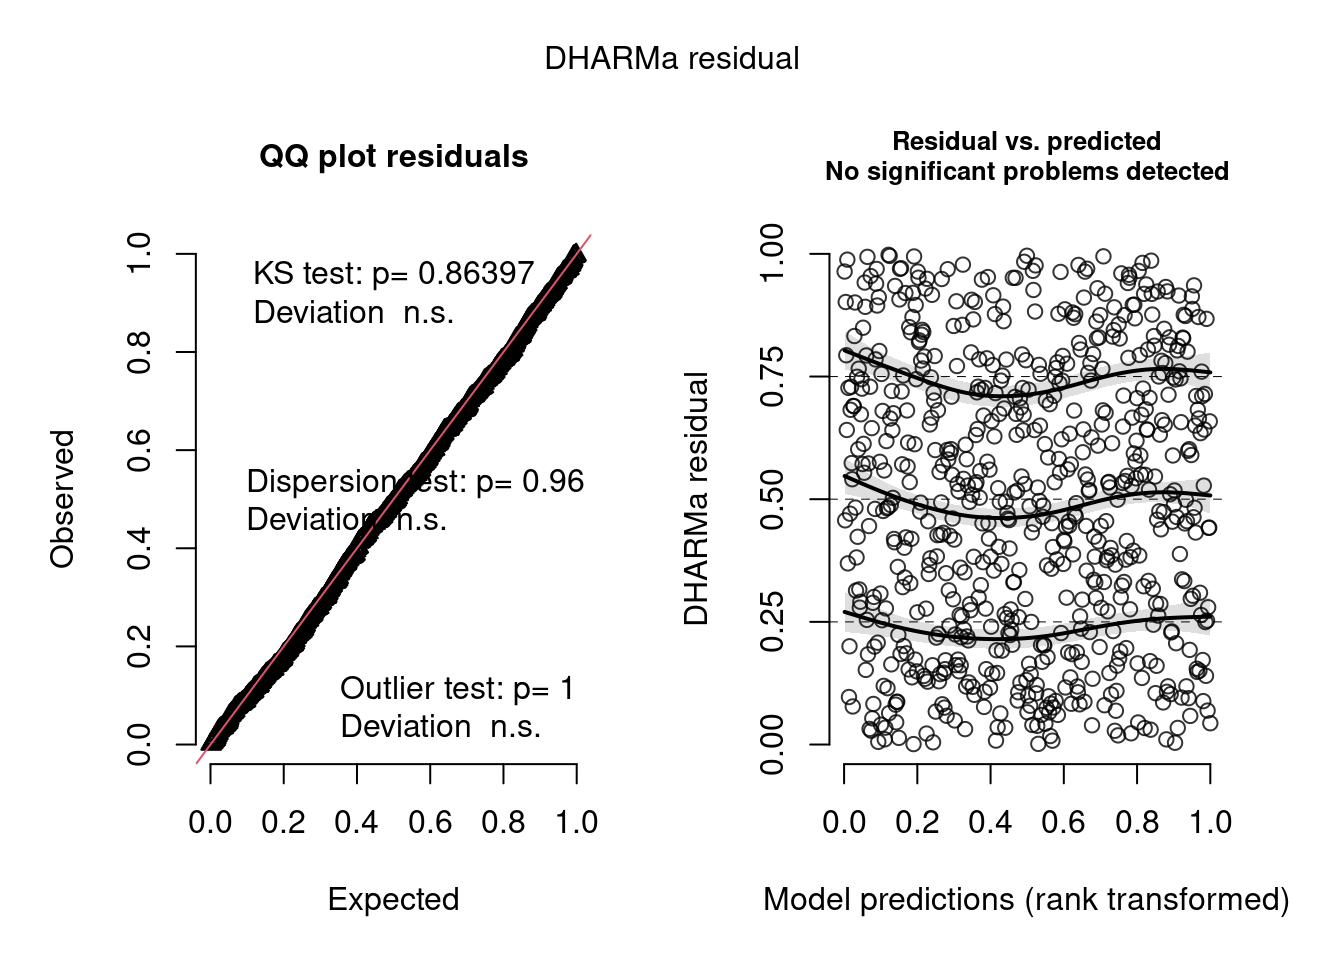 DHARMa residual
QQ plot residuals
KS test: p= 0.86397
Deviation n.s.
Dispersion test: p= 0.96
Deviation n.s.
Outlier test: p= 1
Deviation n.s.
Observed
0.0 0.2 0.4 0.6 0.8 1.0
0.0 0.2 0.4 0.6 0.8 1.0
Expected
Residual vs. predicted
No significant problems detected
DHARMa residual
0.00 0.25 0.50 0.75 1.00
0.0 0.2 0.4 0.6 0.8 1.0
Model predictions (rank transformed)